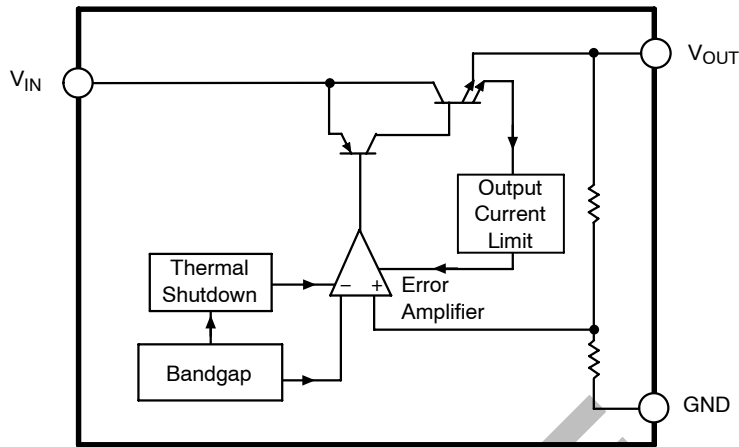 V_IN
V_OUT
Output
Current
Limit
Thermal
Shutdown
− +
Error
Amplifier
Bandgap
GND